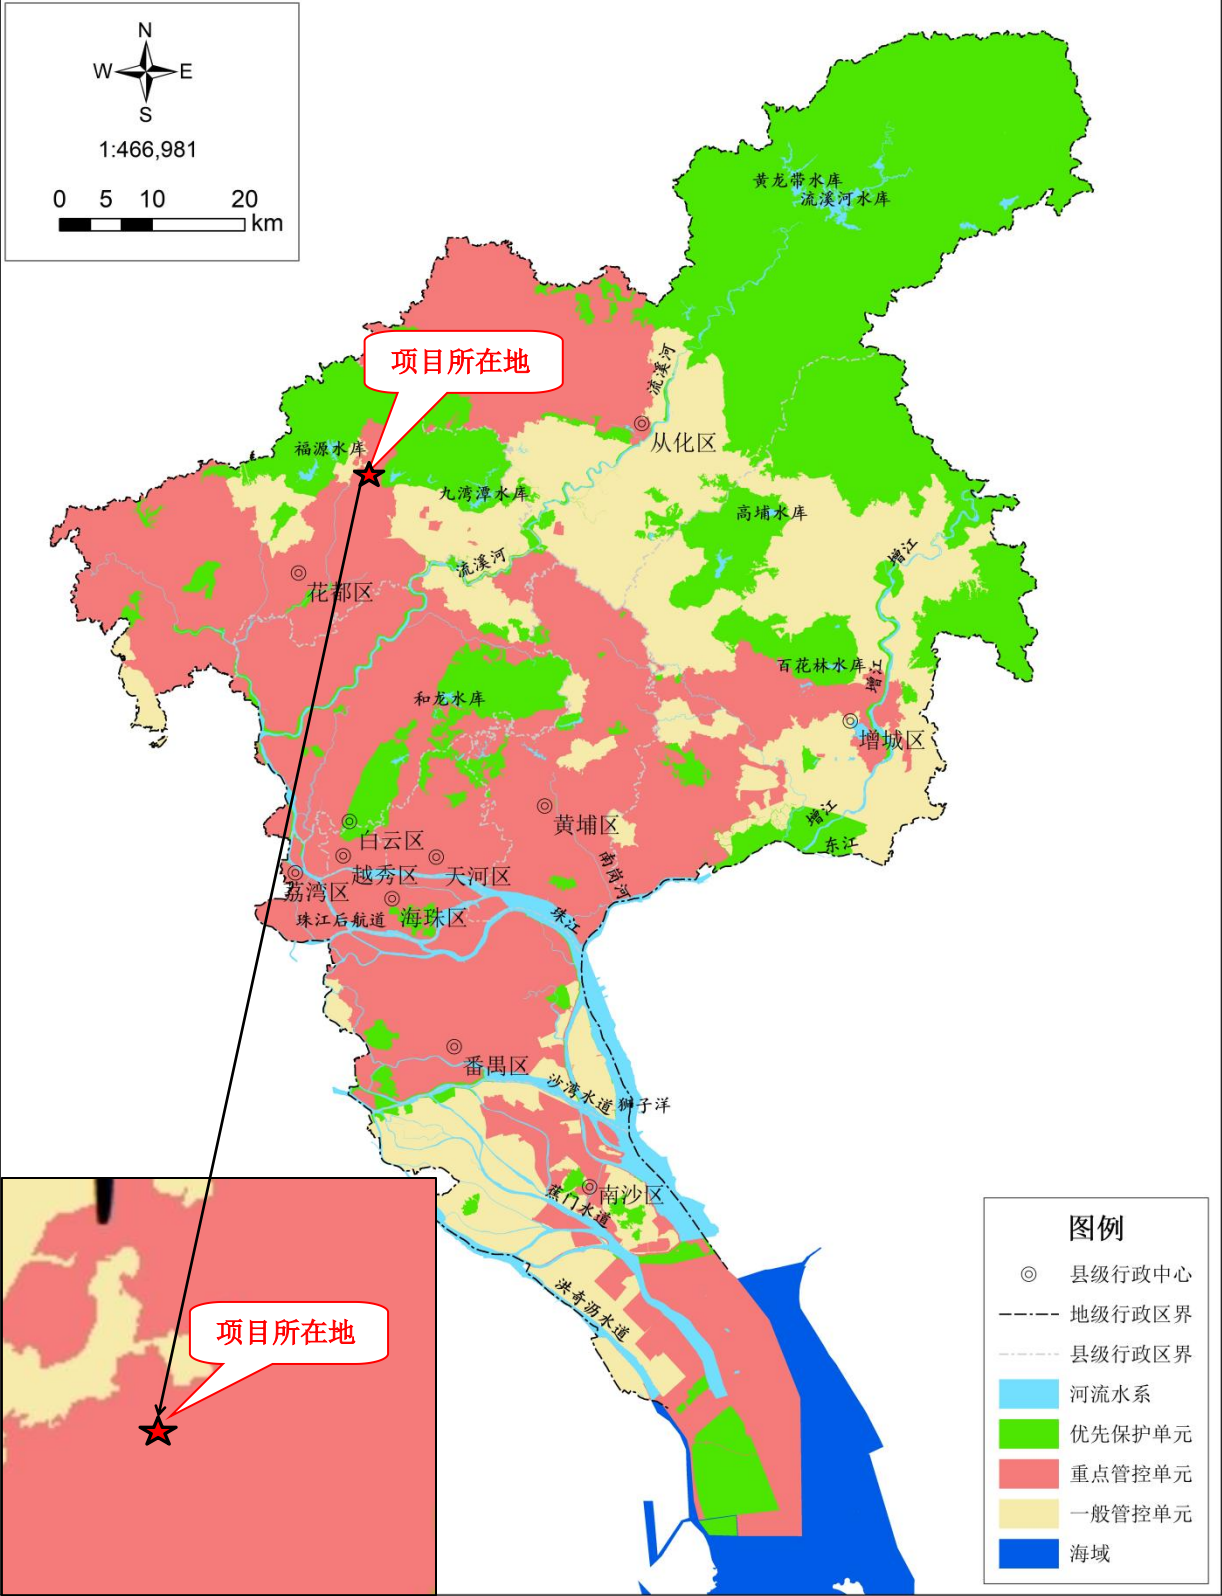 N
W E
S
1:466,981
0 5 10 20
km
黄龙带水库
流溪河水库
项目所在地
流溪河
从化区
福源水库
九湾潭水库
高埔水库
流溪河
增江
花都区
百花林水库
增江
和龙水库
增城区
增江
黄埔区
白云区
东江
越秀区
天河区
南岗河
荔湾区
海珠区
珠江后航道
珠江
番禺区
沙湾水道
狮子洋
南沙区
蕉门水道
洪奇沥水道
项目所在地
图例
县级行政中心
地级行政区界
县级行政区界
河流水系
优先保护单元
重点管控单元
一般管控单元
海域